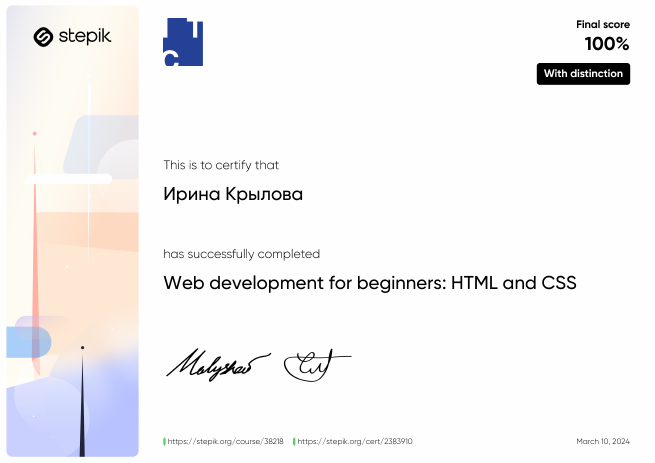 stepik
Final score
100%
With distinction
This is to certify that
Ирина Крылова
has successfully completed
Web development for beginners: HTML and CSS
Malyshev
https://stepik.org/course/38218 https://stepik.org/cert/2383910
March 10, 2024